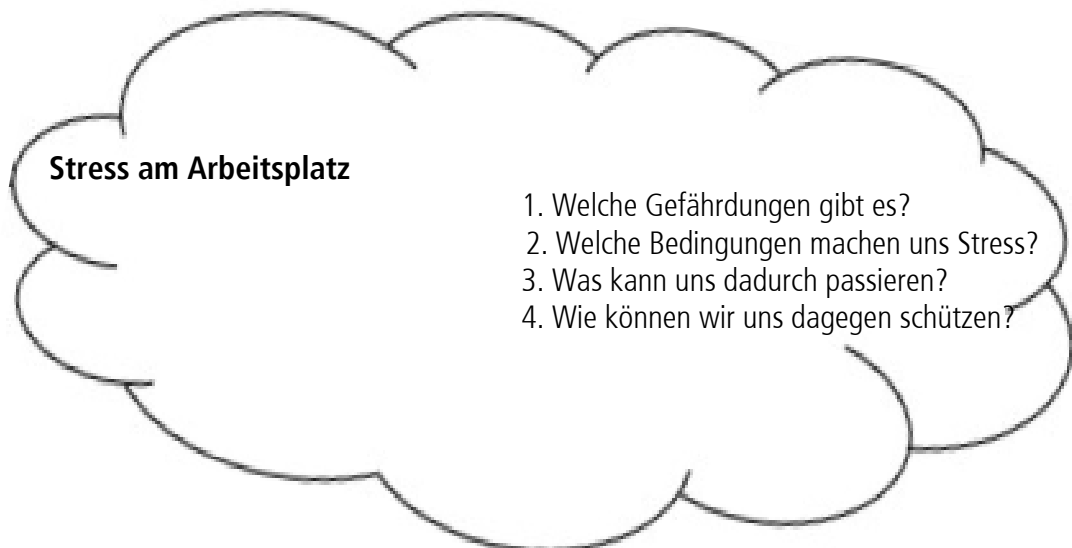 Stress am Arbeitsplatz
1. Welche Gefährdungen gibt es?
2. Welche Bedingungen machen uns Stress?
3. Was kann uns dadurch passieren?
4. Wie können wir uns dagegen schützen?